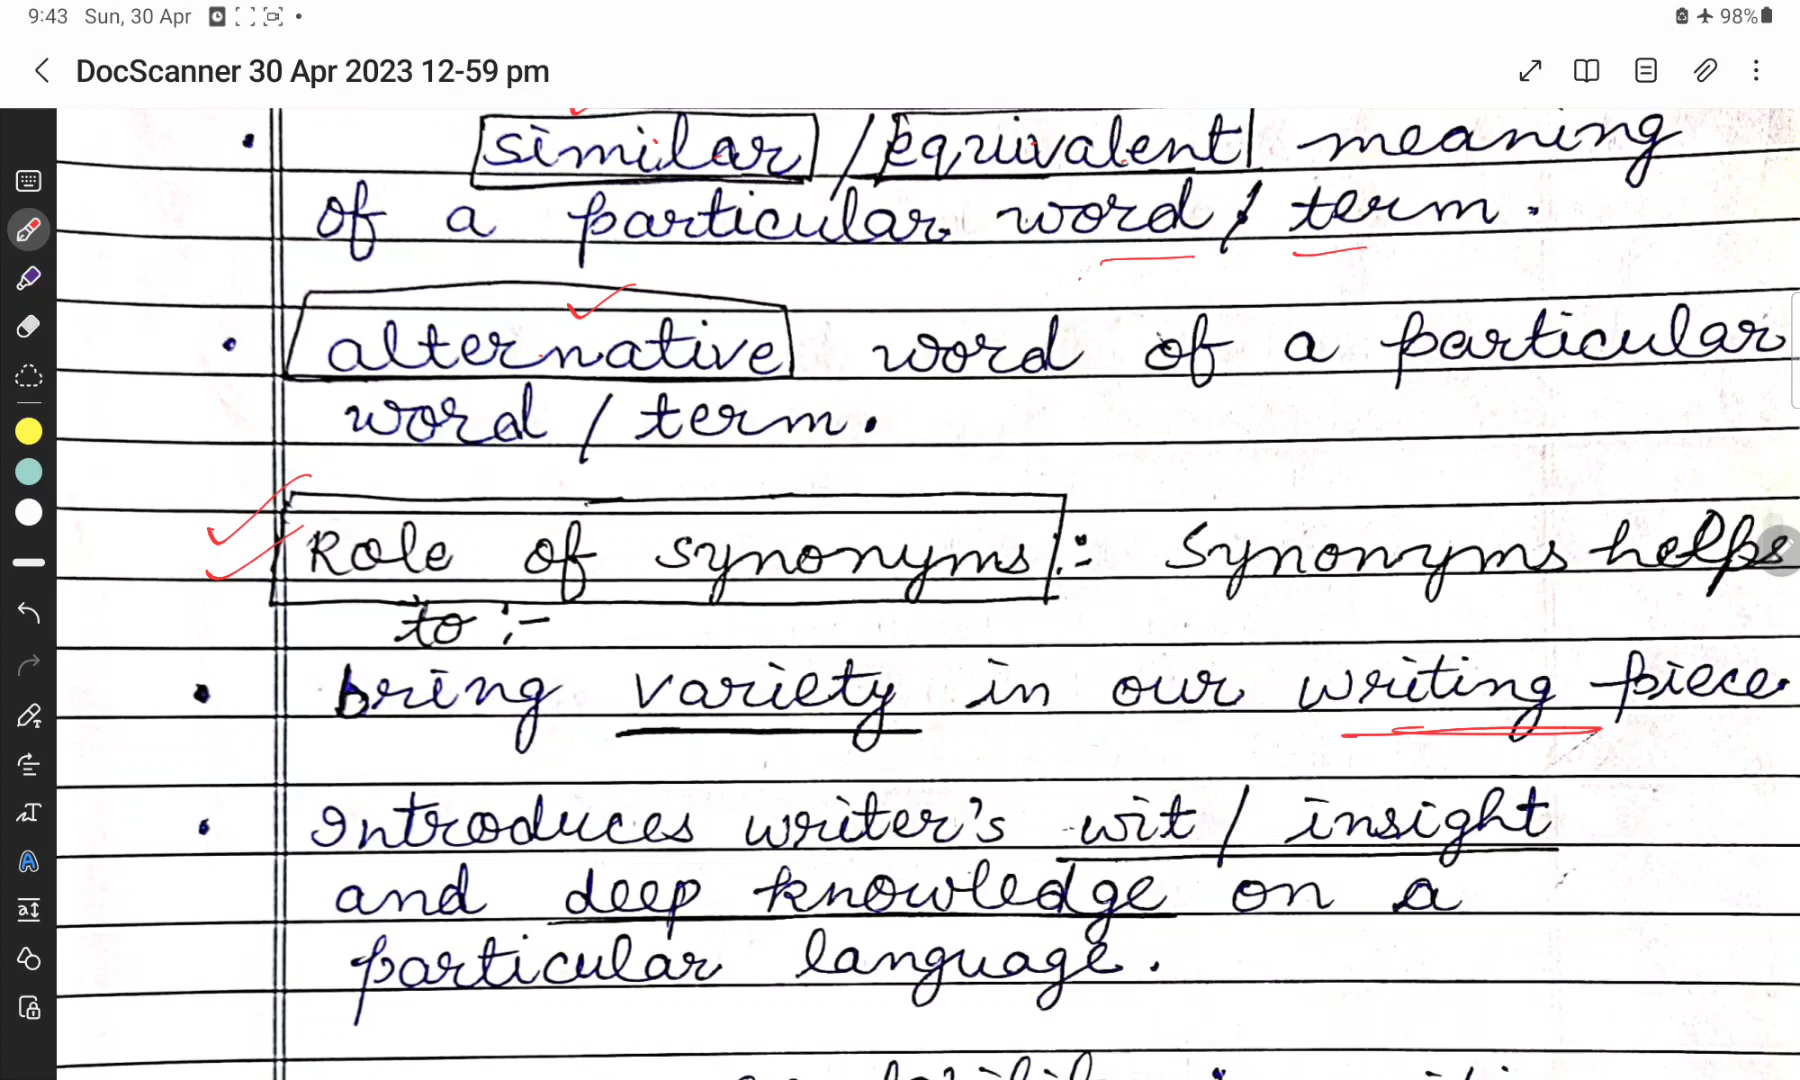 9:43 Sun, 30 Apr
98%
DocScanner 30 Apr 2023 12-59 pm
• similar / equivalent meaning
of a particular word / term.
• alternative word of a particular
word / term.
Role of synonyms :- Synonyms helps
to :-
• bring variety in our writing piece.
• Introduces writer's wit / insight
and deep knowledge on a
particular language.